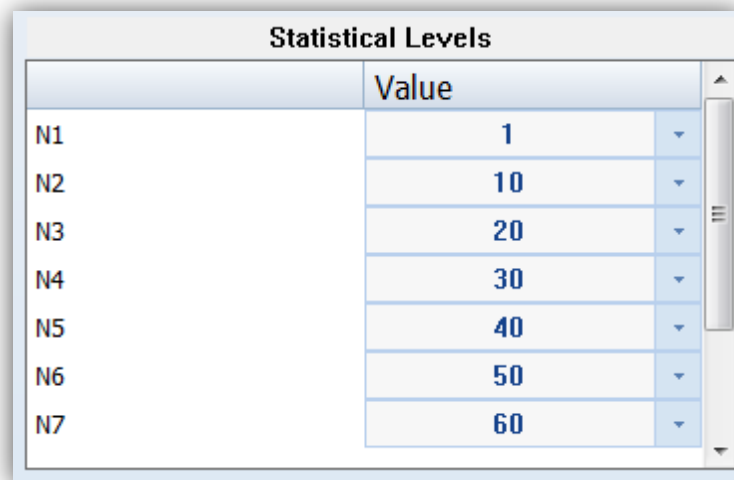 Statistical Levels
Value
N1 1
N2 10
N3 20
N4 30
N5 40
N6 50
N7 60